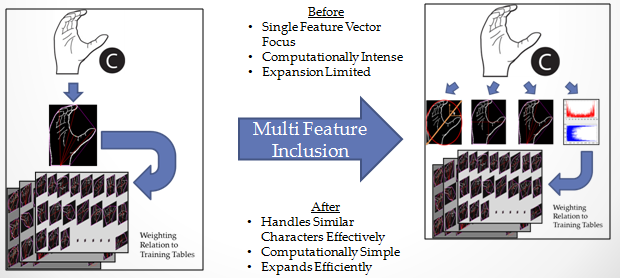 C
Weighting
Relation to
Training Tables
Before
• Single Feature Vector
Focus
• Computationally Intense
• Expansion Limited
Multi Feature
Inclusion
After
• Handles Similar
Characters Effectively
• Computationally Simple
• Expands Efficiently
C
Weighting
Relation to
Training Tables